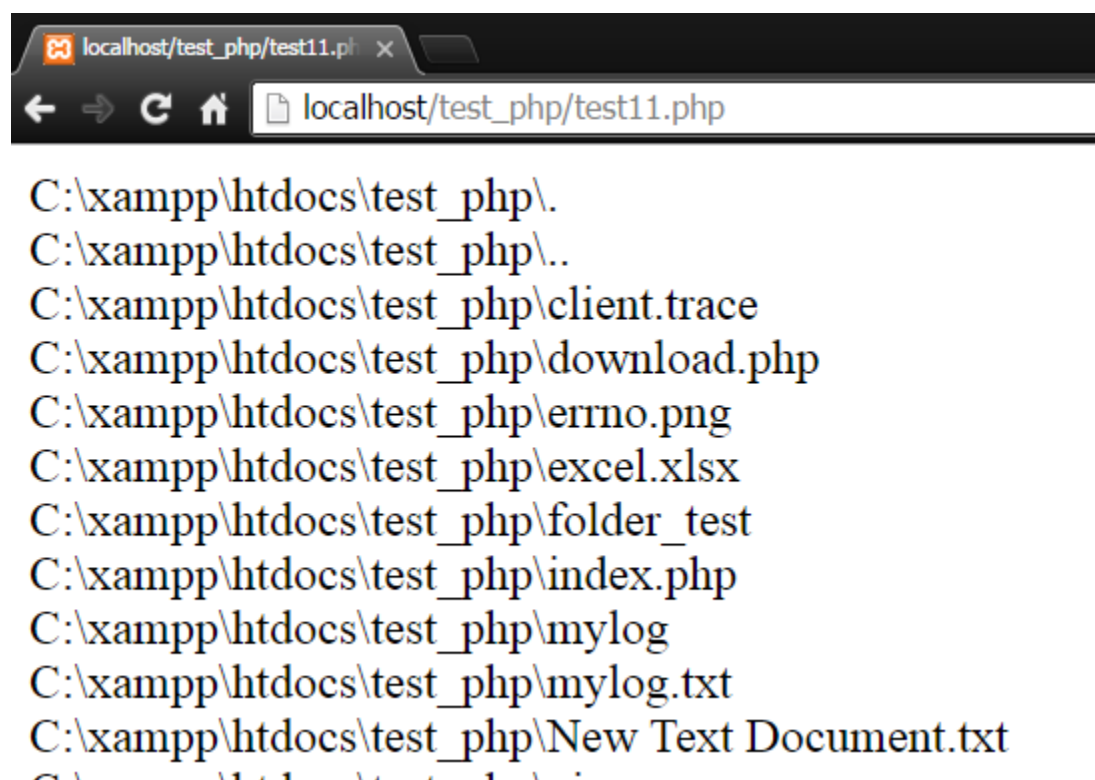 localhost/test_php/test11.ph
localhost/test_php/test11.php
C:\xampp\htdocs\test_php\.
C:\xampp\htdocs\test_php\..
C:\xampp\htdocs\test_php\client.trace
C:\xampp\htdocs\test_php\download.php
C:\xampp\htdocs\test_php\errno.png
C:\xampp\htdocs\test_php\excel.xlsx
C:\xampp\htdocs\test_php\folder_test
C:\xampp\htdocs\test_php\index.php
C:\xampp\htdocs\test_php\mylog
C:\xampp\htdocs\test_php\mylog.txt
C:\xampp\htdocs\test_php\New Text Document.txt